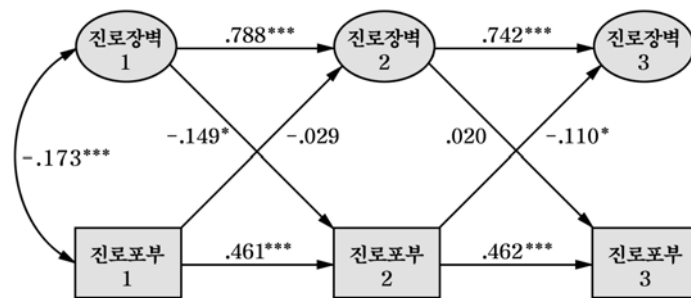 진로장벽
1
.788***
진로장벽
2
.742***
진로장벽
3
-.173***
-.149*
-.029
.020
-.110*
진로포부
1
.461***
진로포부
2
.462***
진로포부
3